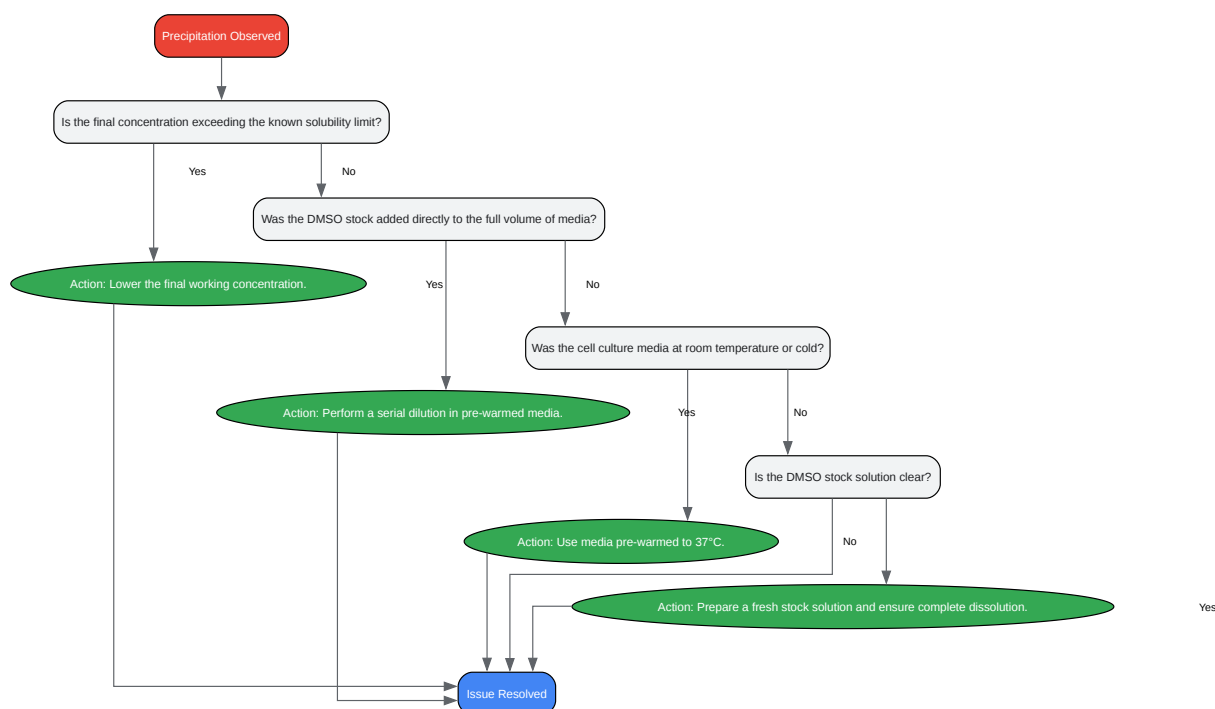 Precipitation Observed
Is the final concentration exceeding the known solubility limit?
Yes
No
Was the DMSO stock added directly to the full volume of media?
Action: Lower the final working concentration.
Yes
No
Was the cell culture media at room temperature or cold?
Action: Perform a serial dilution in pre-warmed media.
Yes
No
Is the DMSO stock solution clear?
Action: Use media pre-warmed to 37°C.
No
Action: Prepare a fresh stock solution and ensure complete dissolution.
Yes
Issue Resolved